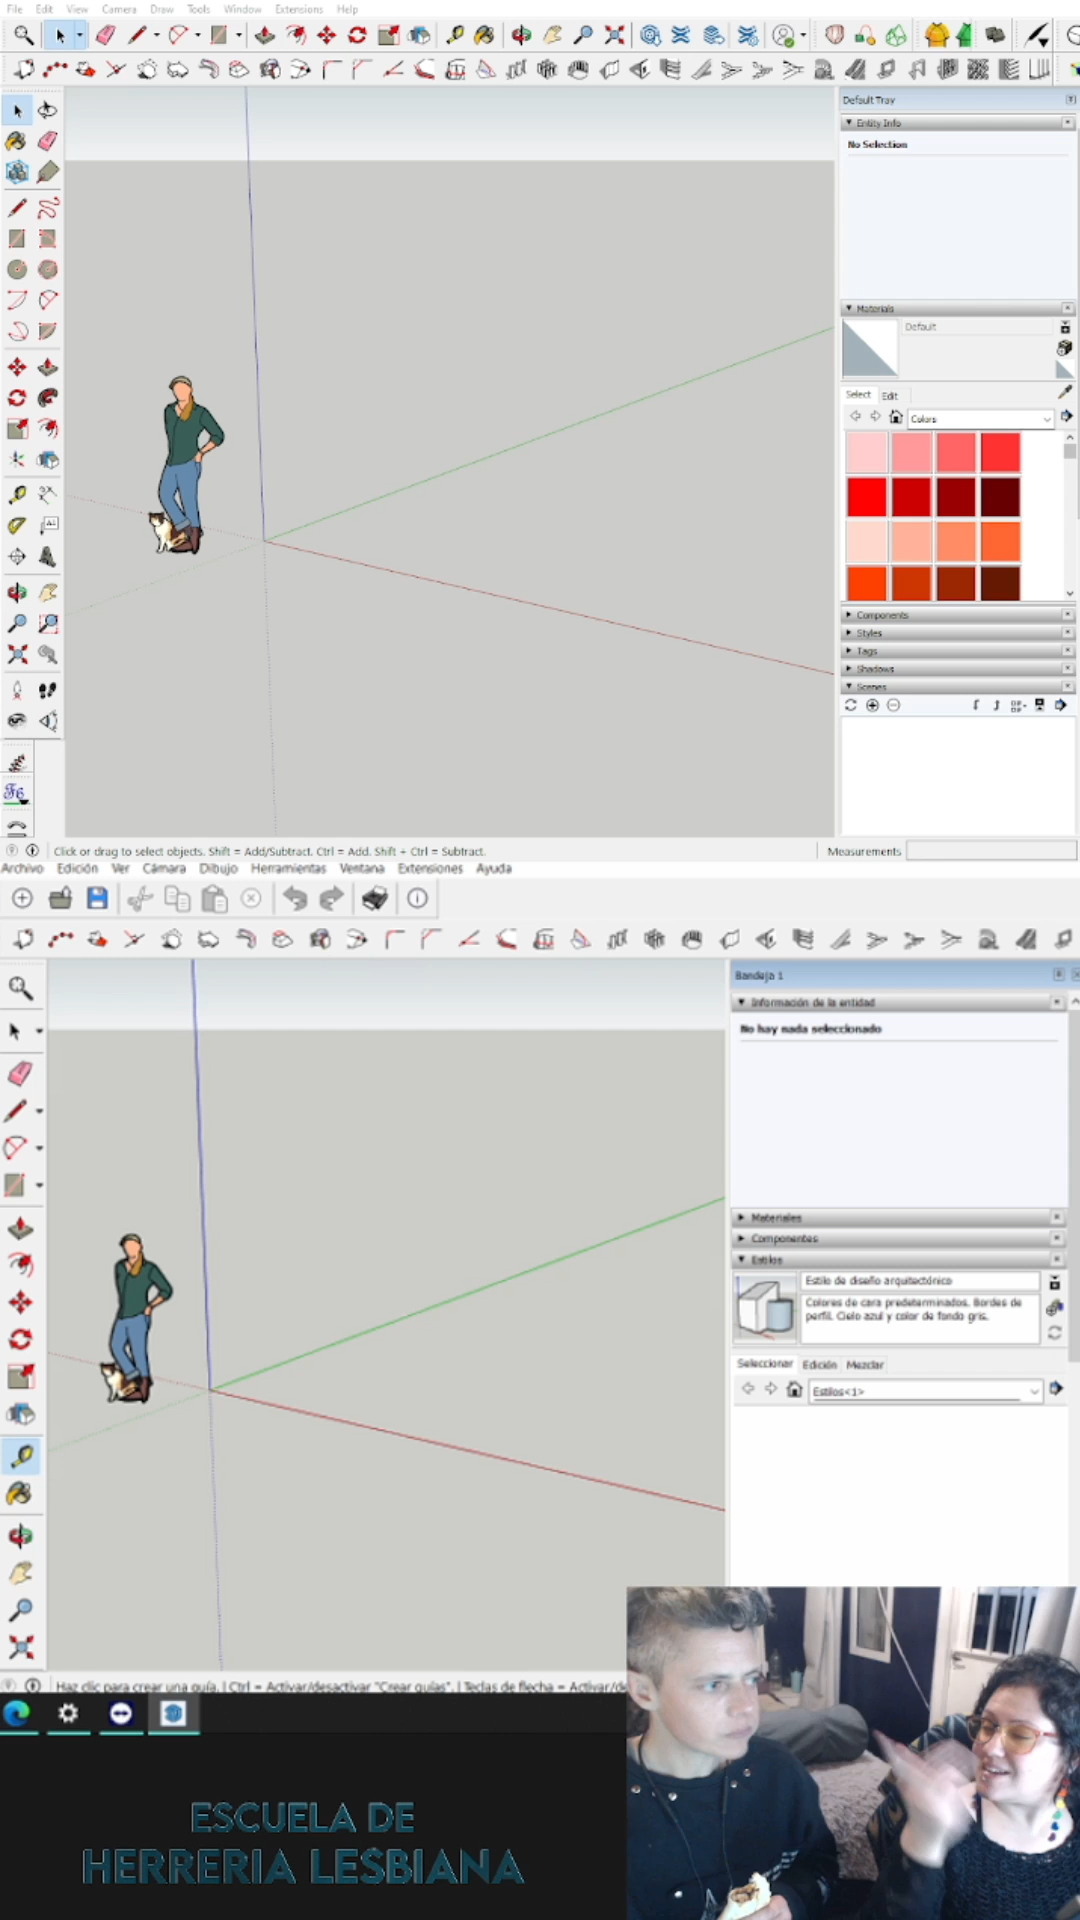 File Edit View Camera Draw Tools Window Extensions Help
Default Tray
Entity Info
No Selection
Materials
Default
Select Edit
Colors
Components
Styles
Tags
Shadows
Scenes
Click or drag to select objects. Shift = Add/Subtract. Ctrl = Add. Shift + Ctrl = Subtract.
Measurements
Archivo Edición Ver Cámara Dibujo Herramientas Ventana Extensiones Ayuda
Bandeja 1
Información de la entidad
No hay nada seleccionado
Materiales
Componentes
Estilos
Estilo de diseño arquitectónico
Colores de cara predeterminados. Bordes de
perfil. Cielo azul y color de fondo gris.
Seleccionar Edición Mezclar
Estilos<1>
Haz clic para crear una guía. | Ctrl = Activar/desactivar "Crear guías". | Teclas de flecha = Activar/de
ESCUELA DE
HERRERIA LESBIANA